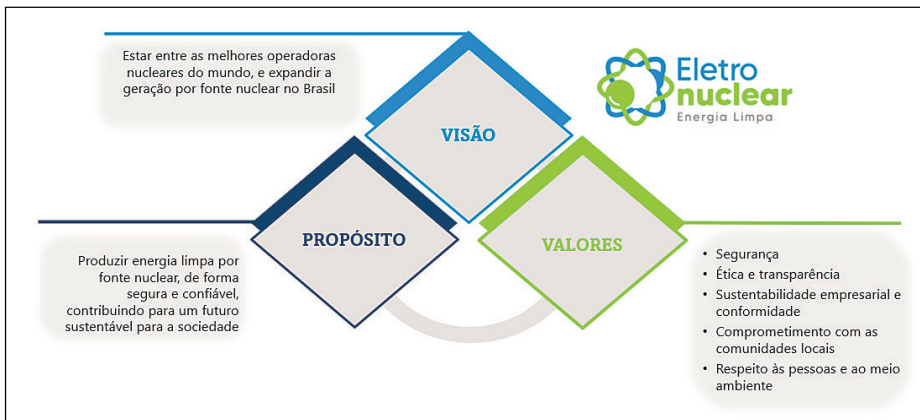 Estar entre as melhores operadoras
nucleares do mundo, e expandir a
geração por fonte nuclear no Brasil
Eletro
nuclear
Energia Limpa
VISÃO
PROPÓSITO
VALORES
Produzir energia limpa por
fonte nuclear, de forma
segura e confiável,
contribuindo para um futuro
sustentável para a sociedade
• Segurança
• Ética e transparência
• Sustentabilidade empresarial e
conformidade
• Comprometimento com as
comunidades locais
• Respeito às pessoas e ao meio
ambiente